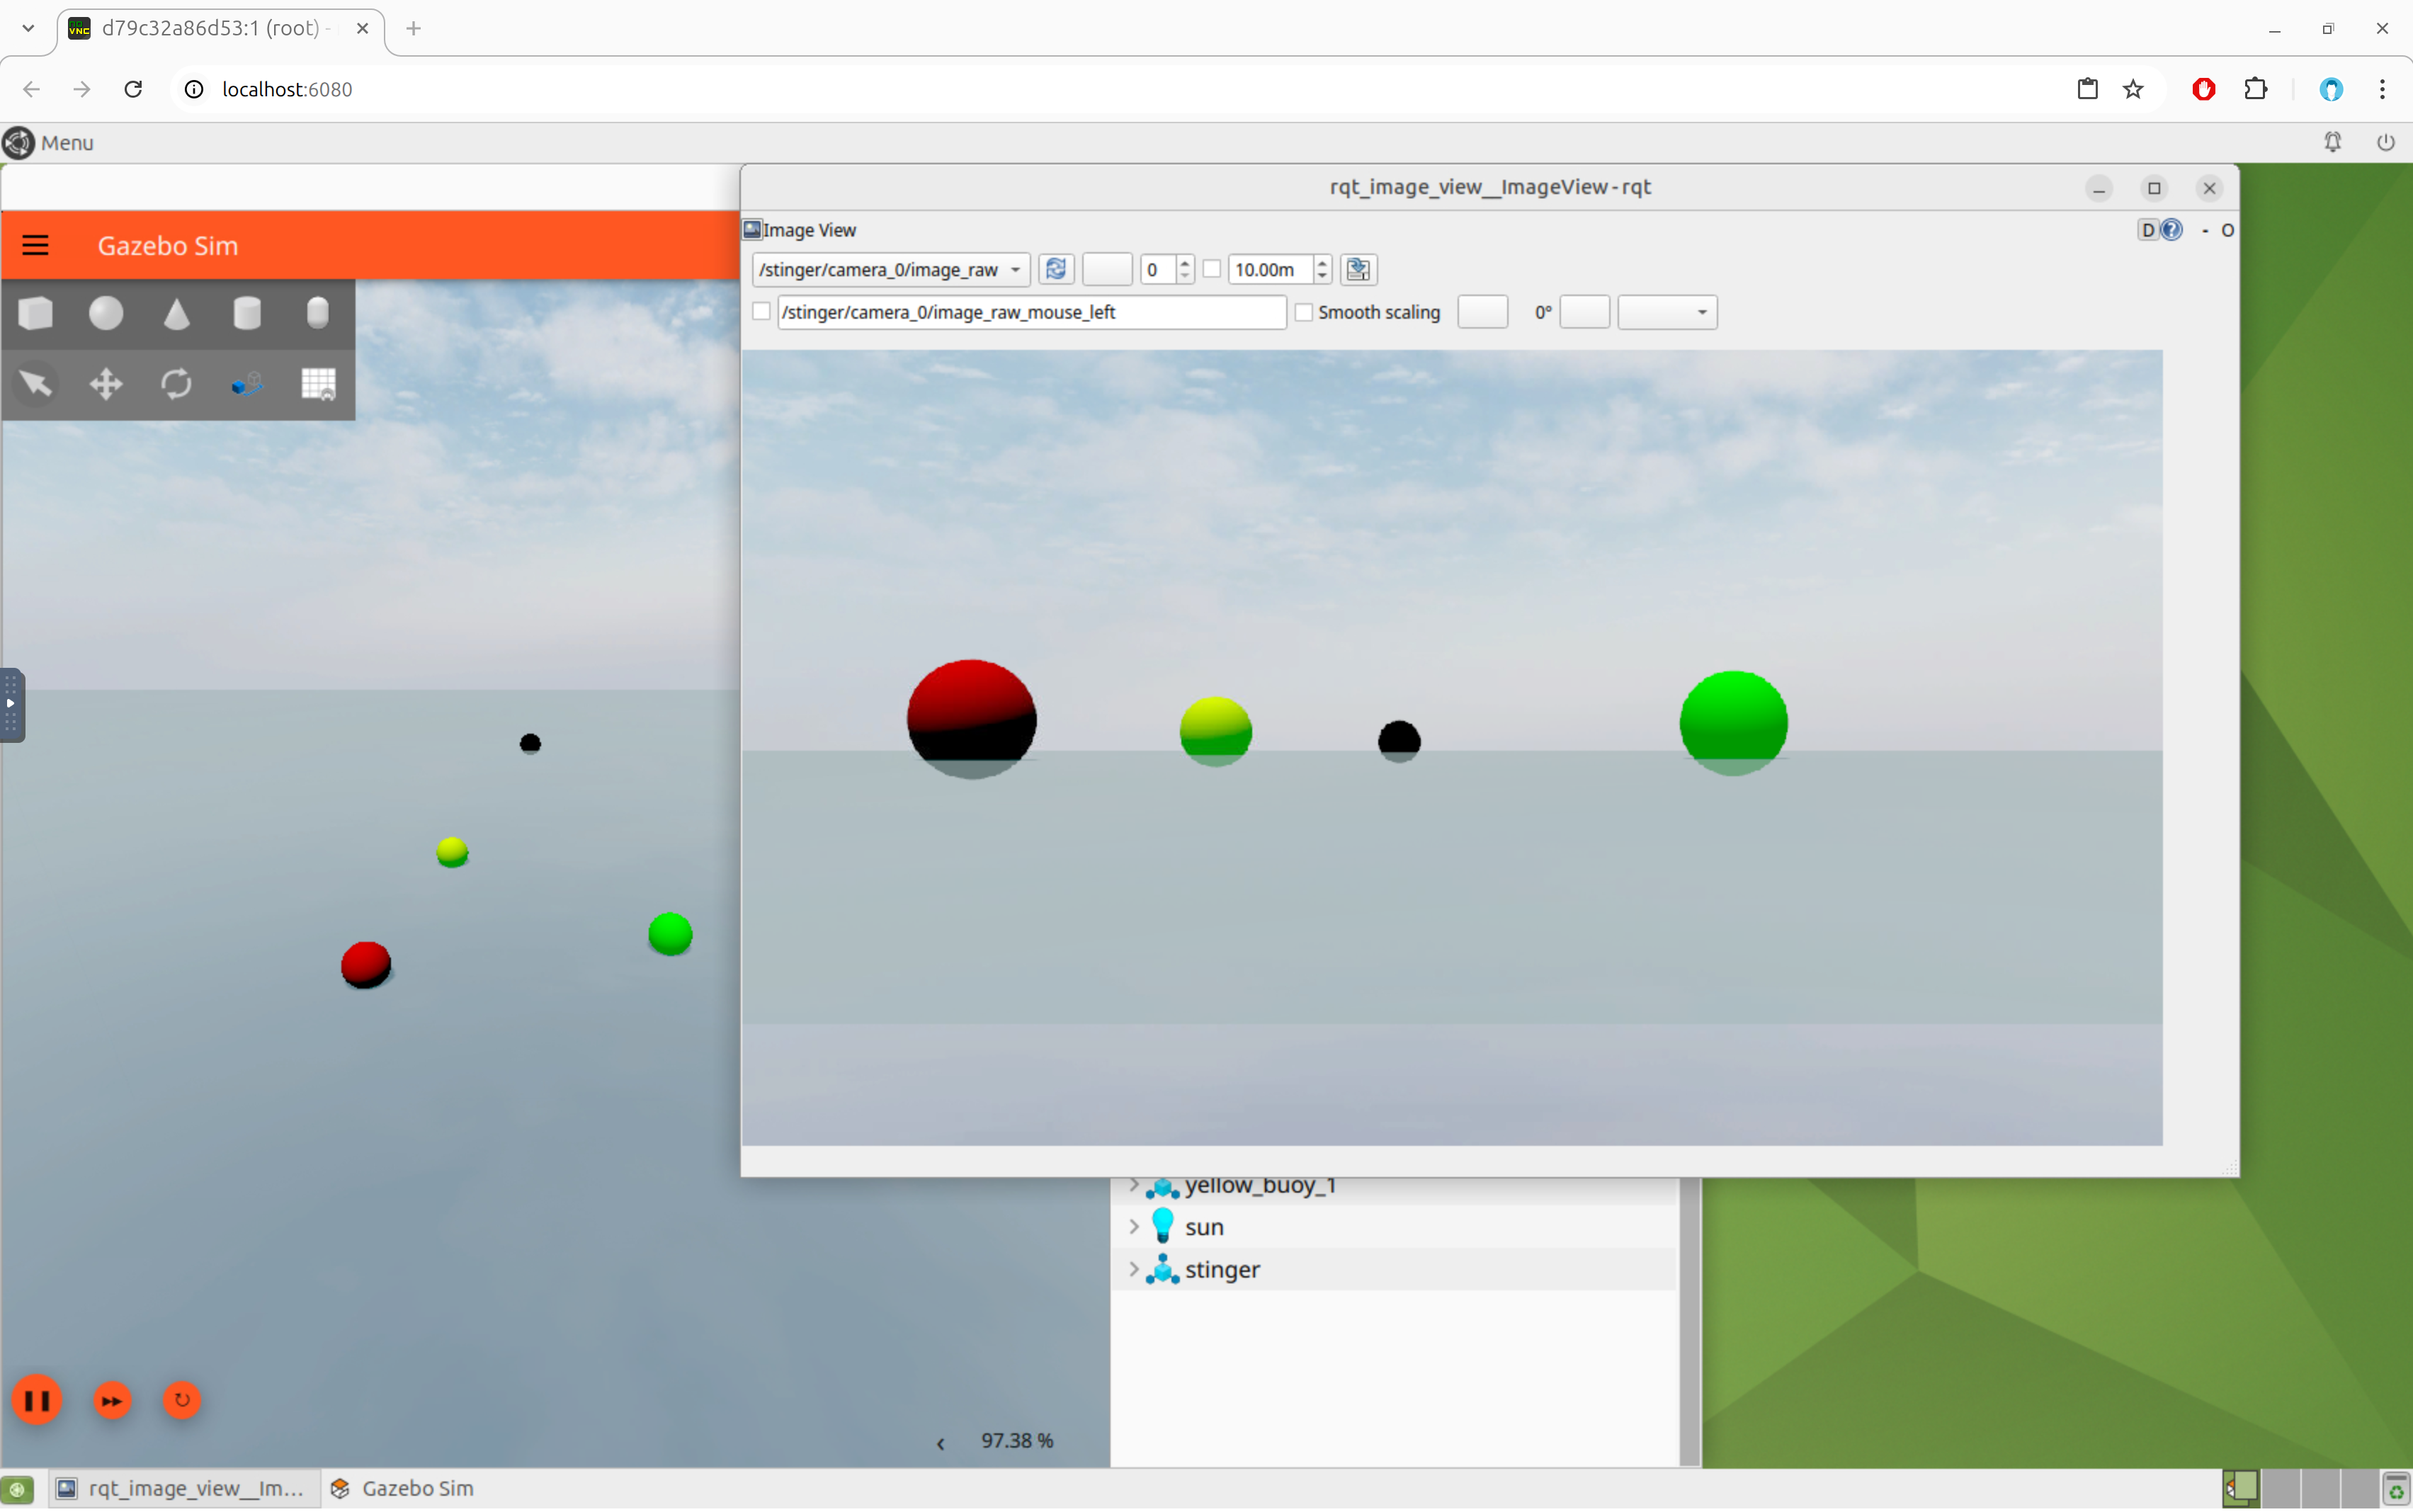 d79c32a86d53:1 (root) -
localhost:6080
Menu
rqt_image_view__ImageView - rqt
Gazebo Sim
Image View
D
- O
/stinger/camera_0/image_raw
0
10.00m
/stinger/camera_0/image_raw_mouse_left
Smooth scaling
0°
yellow_buoy_1
sun
stinger
97.38 %
rqt_image_view__Im...
Gazebo Sim